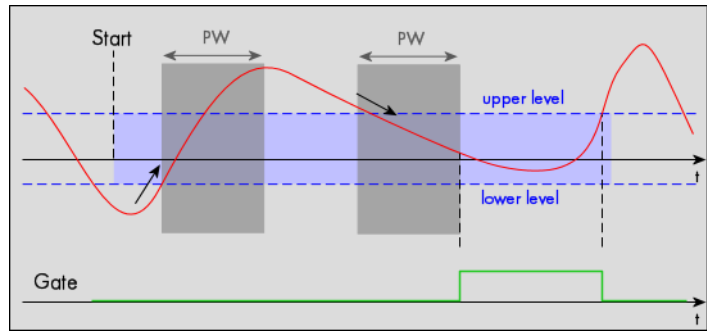 Start
PW
PW
upper level
t
lower level
Gate
t